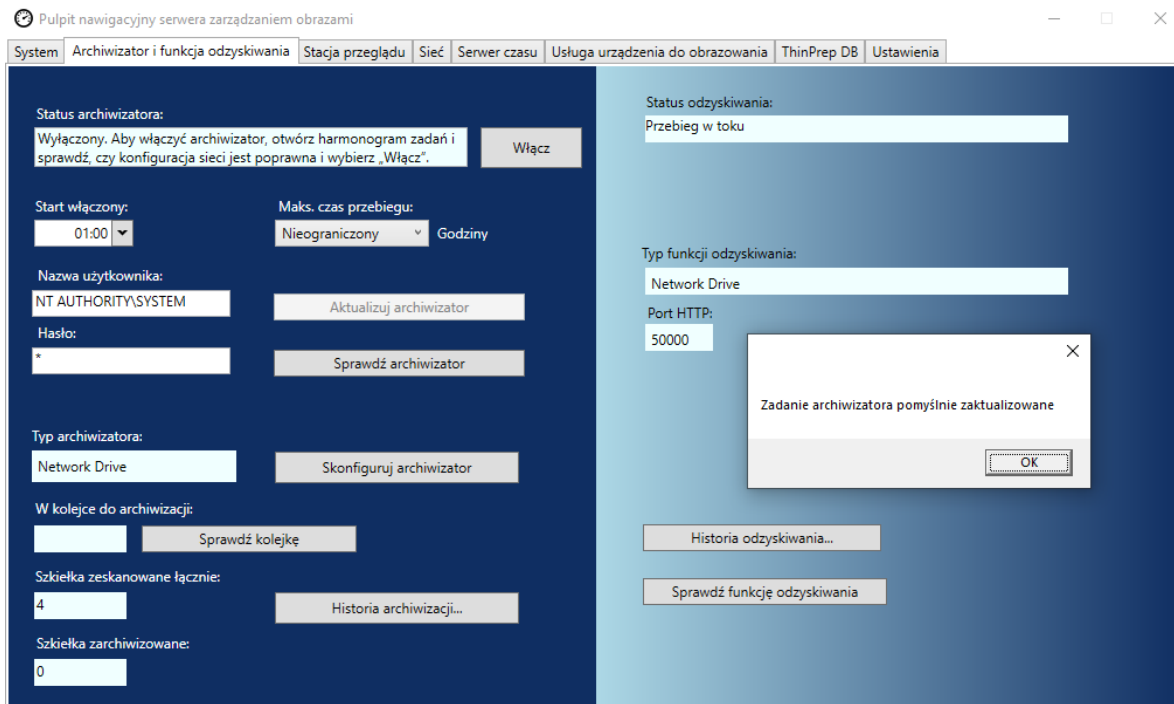 Pulpit nawigacyjny serwera zarządzaniem obrazami
System Archiwizator i funkcja odzyskiwania Stacja przeglądu Sieć Serwer czasu Usługa urządzenia do obrazowania ThinPrep DB Ustawienia
Status archiwizatora:
Wyłączony. Aby włączyć archiwizator, otwórz harmonogram zadań i
sprawdź, czy konfiguracja sieci jest poprawna i wybierz „Włącz”.
Włącz
Start włączony:
01:00
Maks. czas przebiegu:
Nieograniczony
Godziny
Nazwa użytkownika:
NT AUTHORITY\SYSTEM
Aktualizuj archiwizator
Hasło:
*
Sprawdź archiwizator
Typ archiwizatora:
Network Drive
Skonfiguruj archiwizator
W kolejce do archiwizacji:
Sprawdź kolejkę
Szkiełka zeskanowane łącznie:
4
Historia archiwizacji...
Szkiełka zarchiwizowane:
0
Status odzyskiwania:
Przebieg w toku
Typ funkcji odzyskiwania:
Network Drive
Port HTTP:
50000
Zadanie archiwizatora pomyślnie zaktualizowane
OK
Historia odzyskiwania...
Sprawdź funkcję odzyskiwania